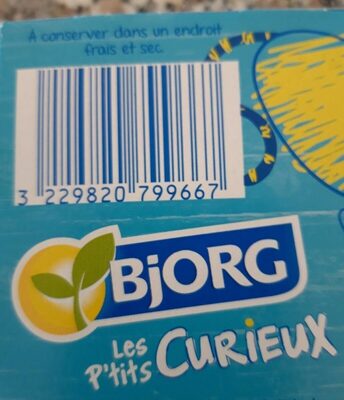 A conserver dans un endroit
frais et sec.
3 229820 799667
BJORG
Les
P'tits CURIEUX